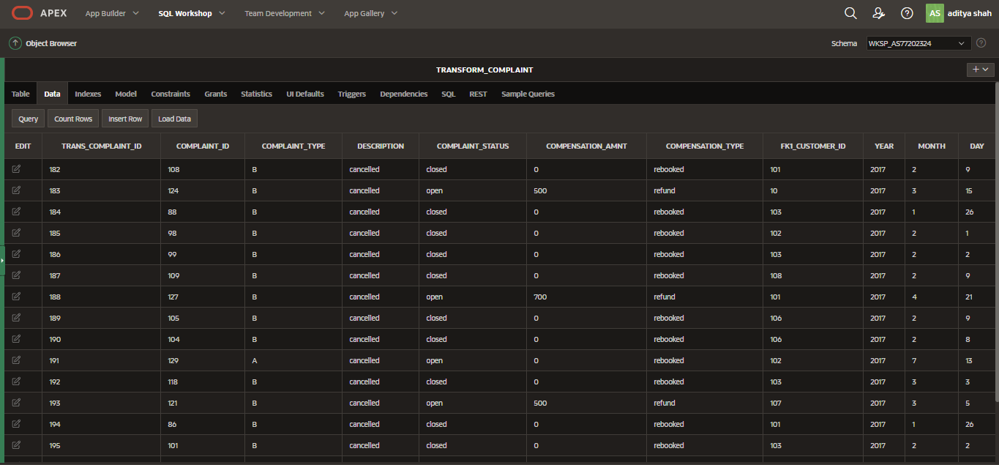 APEX App Builder SQL Workshop Team Development App Gallery AS aditya shah
Object Browser Schema WKSP_AS77202324
TRANSFORM_COMPLAINT
Table Data Indexes Model Constraints Grants Statistics UI Defaults Triggers Dependencies SQL REST Sample Queries
Query Count Rows Insert Row Load Data
EDIT TRANS_COMPLAINT_ID COMPLAINT_ID COMPLAINT_TYPE DESCRIPTION COMPLAINT_STATUS COMPENSATION_AMNT COMPENSATION_TYPE FK1_CUSTOMER_ID YEAR MONTH DAY
182 108 B cancelled closed 0 rebooked 101 2017 2 9
183 124 B cancelled open 500 refund 10 2017 3 15
184 88 B cancelled closed 0 rebooked 103 2017 1 26
185 98 B cancelled closed 0 rebooked 102 2017 2 1
186 99 B cancelled closed 0 rebooked 103 2017 2 2
187 109 B cancelled closed 0 rebooked 108 2017 2 9
188 127 B cancelled open 700 refund 101 2017 4 21
189 105 B cancelled closed 0 rebooked 106 2017 2 9
190 104 B cancelled closed 0 rebooked 106 2017 2 8
191 129 A cancelled open 0 rebooked 102 2017 7 13
192 118 B cancelled closed 0 rebooked 103 2017 3 3
193 121 B cancelled open 500 refund 107 2017 3 5
194 86 B cancelled closed 0 rebooked 101 2017 1 26
195 101 B cancelled closed 0 rebooked 103 2017 2 2